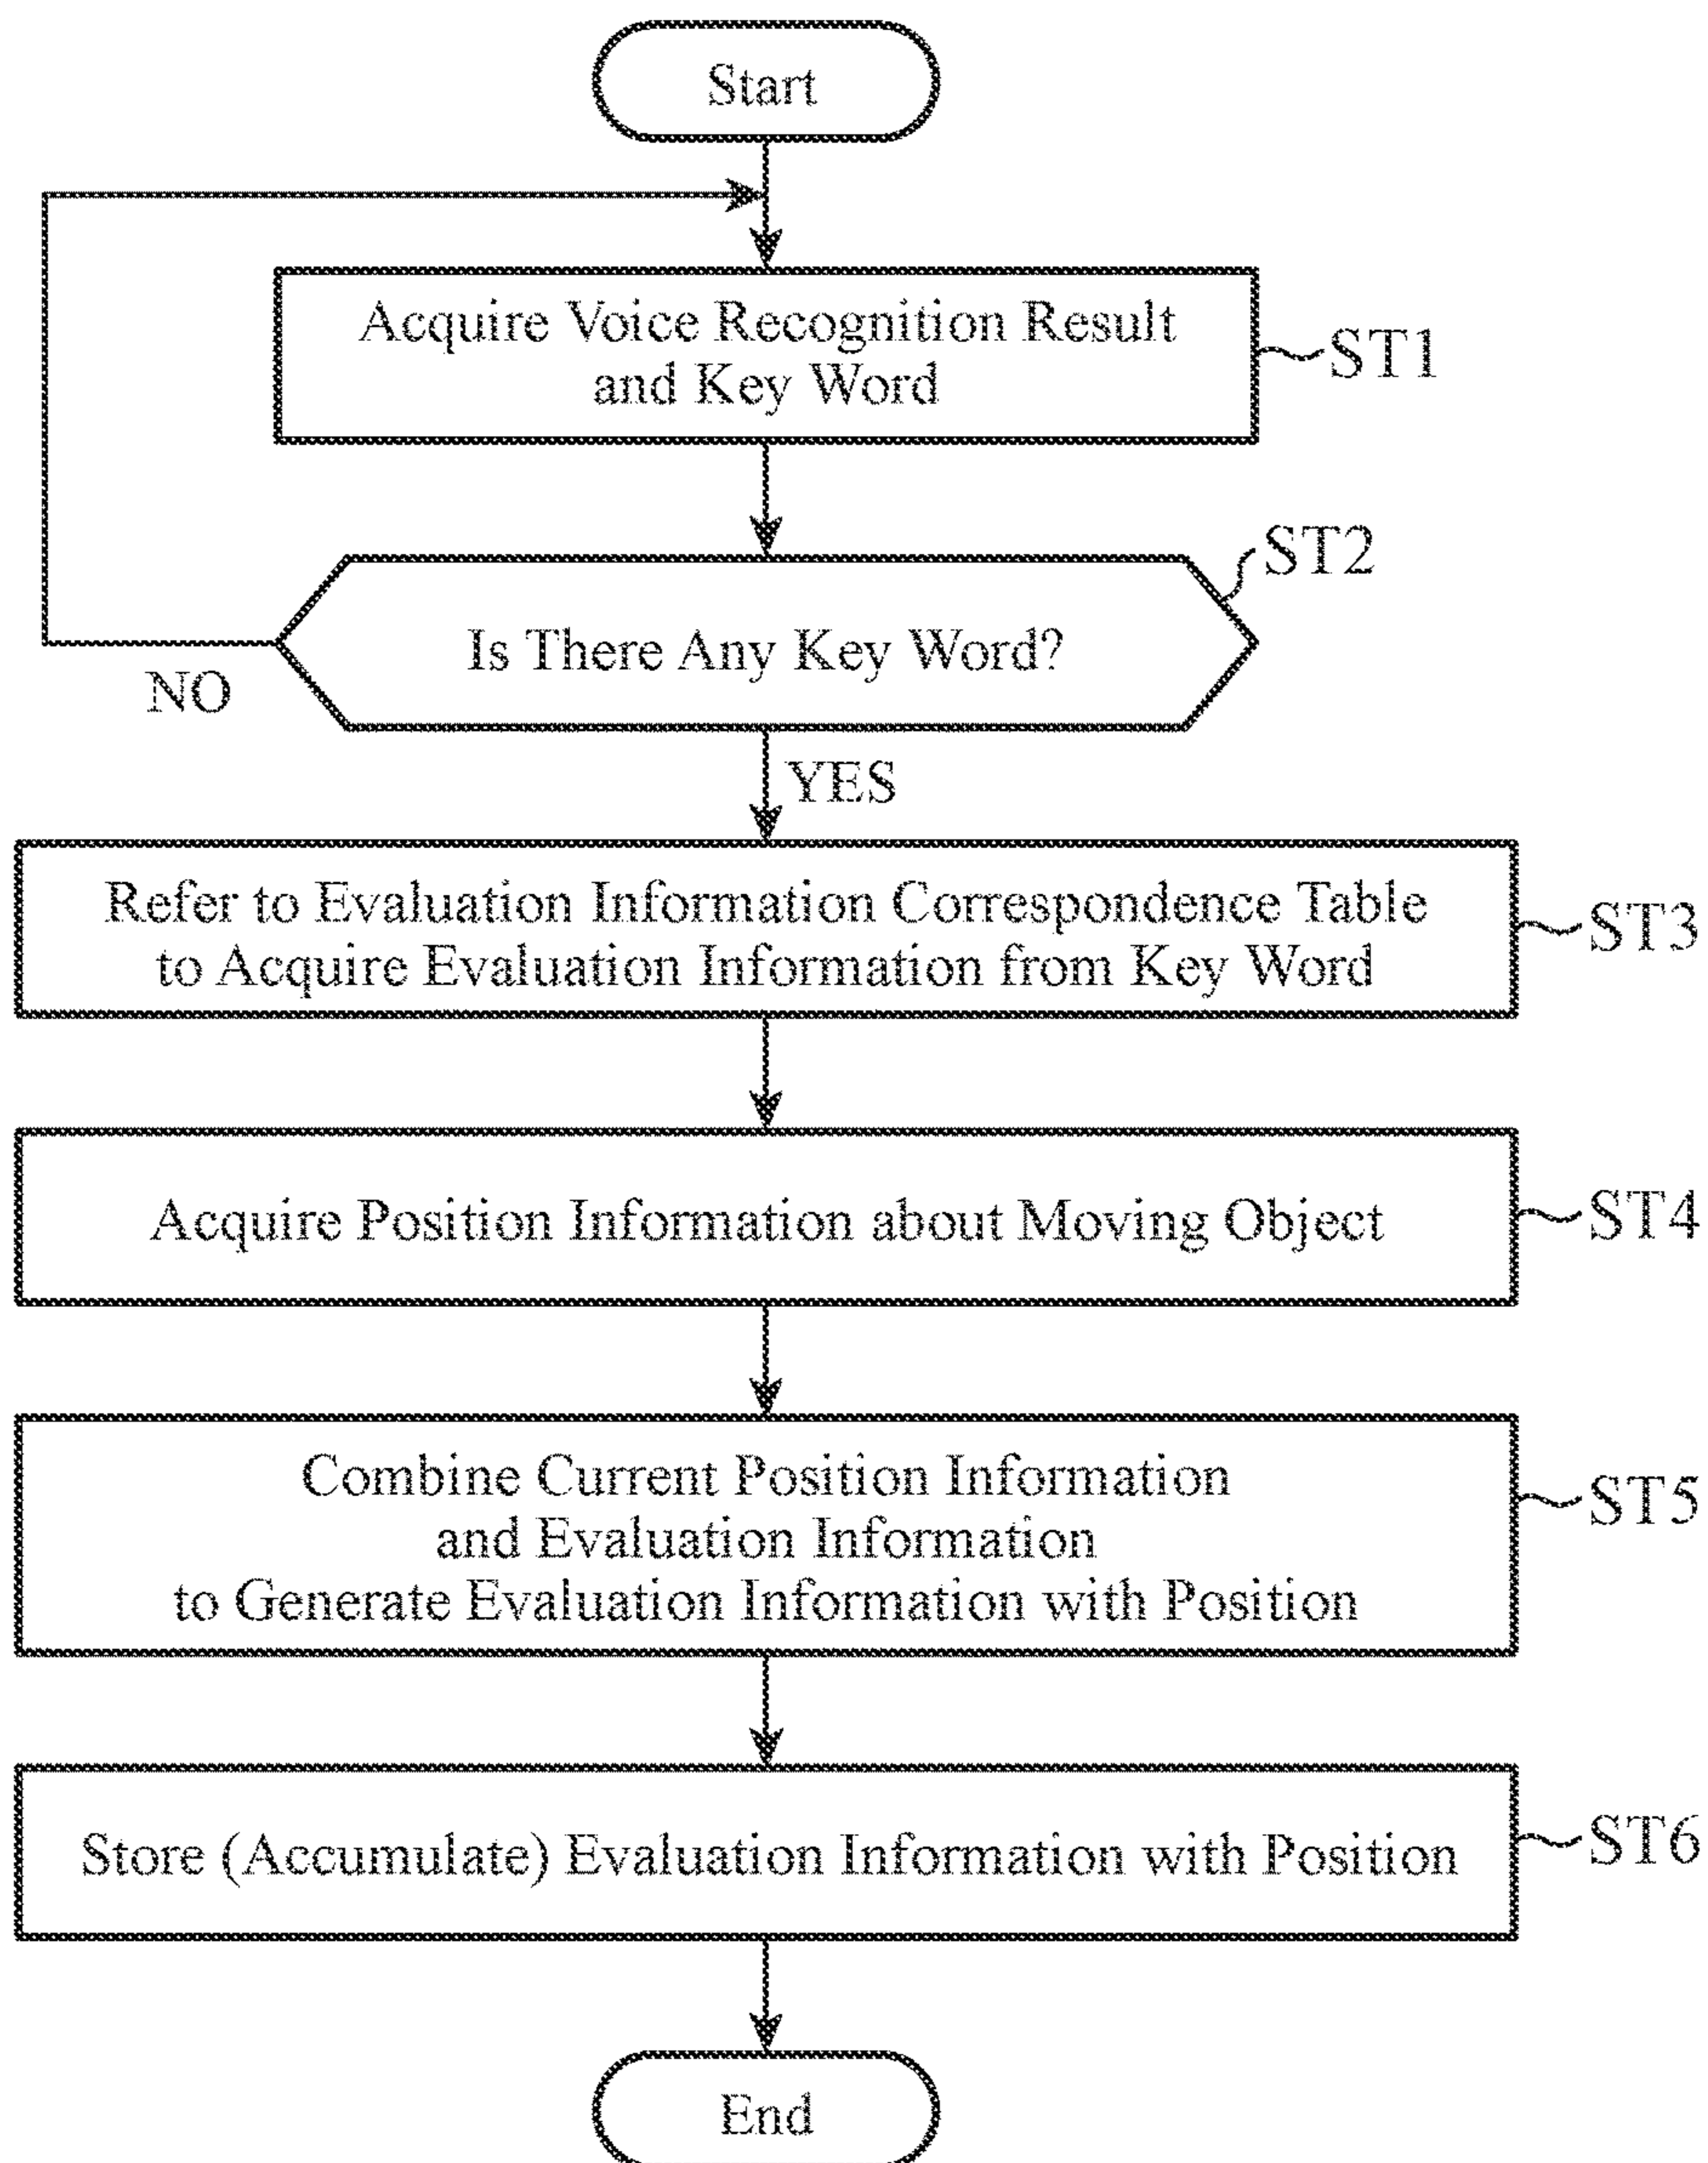 Start
Acquire Voice Recognition Result
and Key Word
ST1
ST2
Is There Any Key Word?
NO
YES
Refer to Evaluation Information Correspondence Table
to Acquire Evaluation Information from Key Word
ST3
Acquire Position Information about Moving Object
ST4
Combine Current Position Information
and Evaluation Information
to Generate Evaluation Information with Position
ST5
Store (Accumulate) Evaluation Information with Position
ST6
End